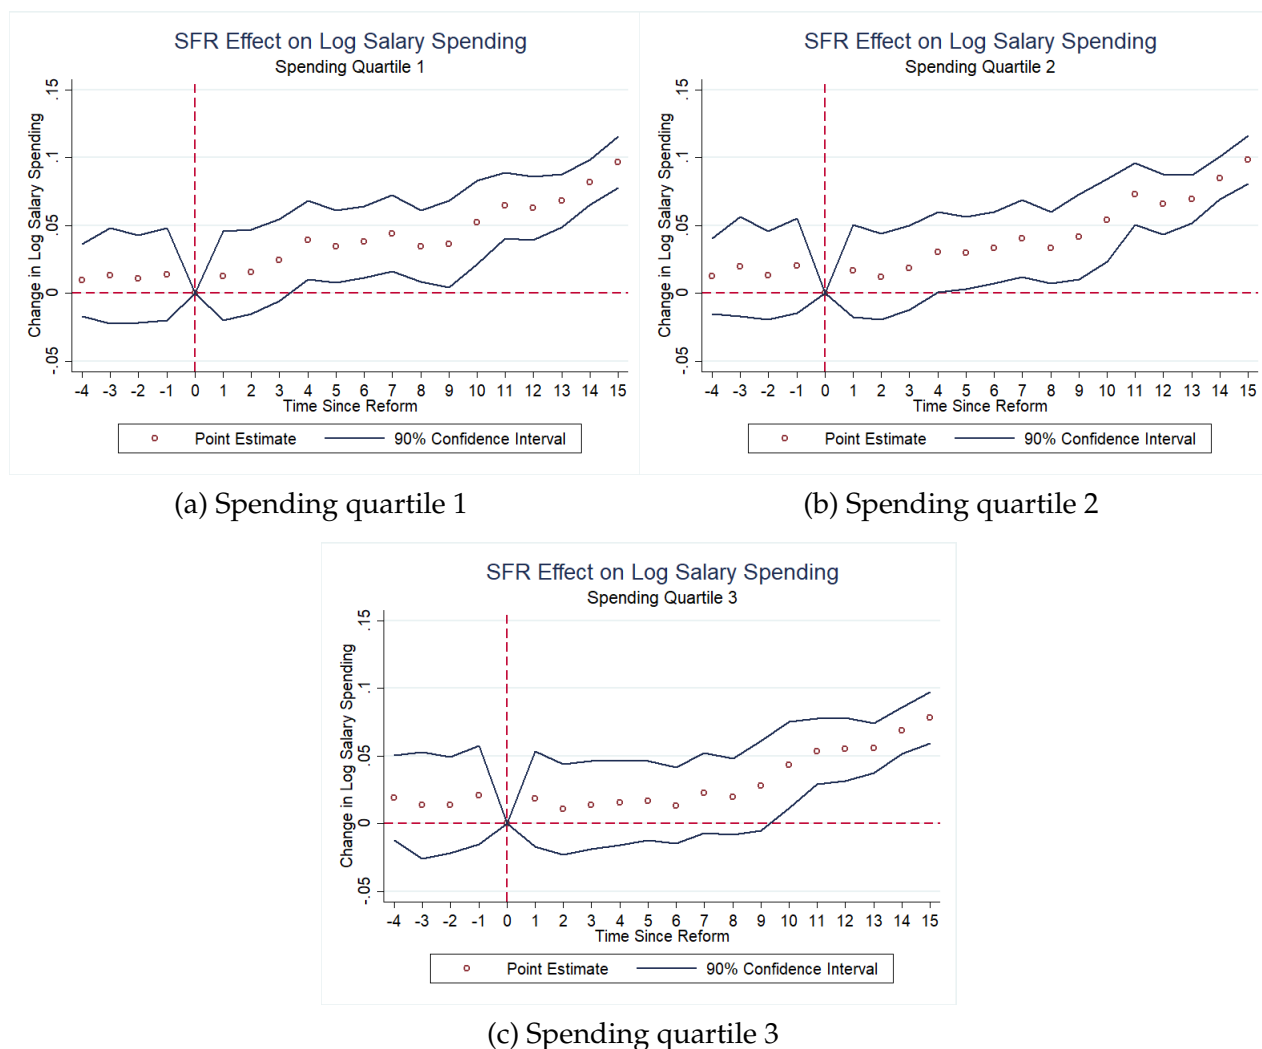 SFR Effect on Log Salary Spending
Spending Quartile 1
Change in Log Salary Spending
.15
.1
.05
0
-.05
-4 -3 -2 -1 0 1 2 3 4 5 6 7 8 9 10 11 12 13 14 15
Time Since Reform
Point Estimate 90% Confidence Interval
(a) Spending quartile 1
SFR Effect on Log Salary Spending
Spending Quartile 2
Change in Log Salary Spending
.15
.1
.05
0
-.05
-4 -3 -2 -1 0 1 2 3 4 5 6 7 8 9 10 11 12 13 14 15
Time Since Reform
Point Estimate 90% Confidence Interval
(b) Spending quartile 2
SFR Effect on Log Salary Spending
Spending Quartile 3
Change in Log Salary Spending
.15
.1
.05
0
-.05
-4 -3 -2 -1 0 1 2 3 4 5 6 7 8 9 10 11 12 13 14 15
Time Since Reform
Point Estimate 90% Confidence Interval
(c) Spending quartile 3